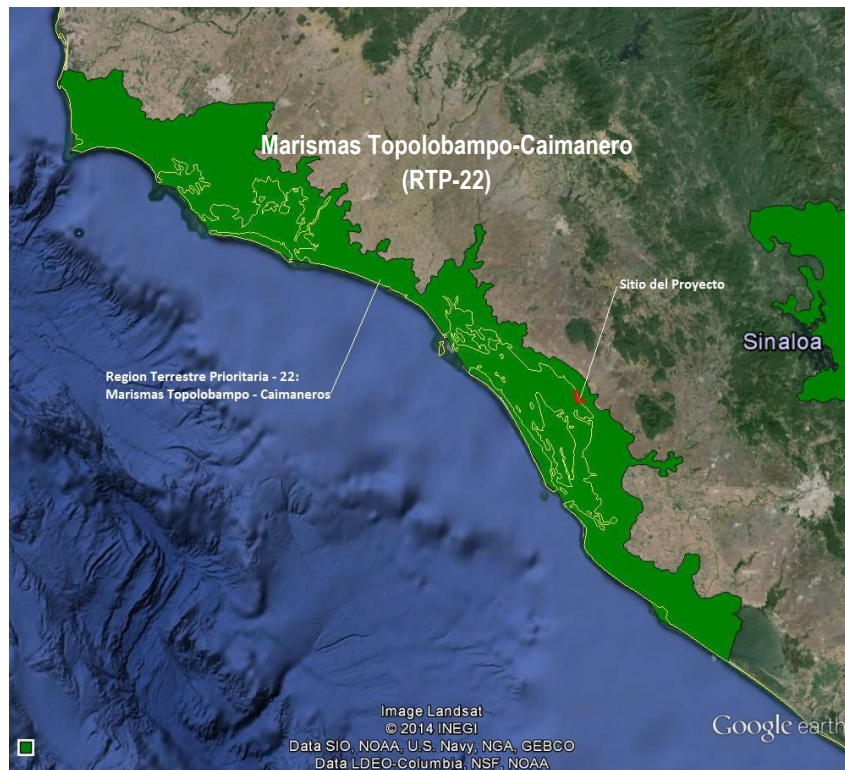 Marismas Topolobampo-Caimanero
(RTP-22)
Sitio del Proyecto
Sinaloa
Region Terrestre Prioritaria - 22:
Marismas Topolobampo - Caimaneros
Image Landsat
© 2014 INEGI
Data SIO, NOAA, U.S. Navy, NGA, GEBCO
Data LDEO-Columbia, NSF, NOAA
Google earth